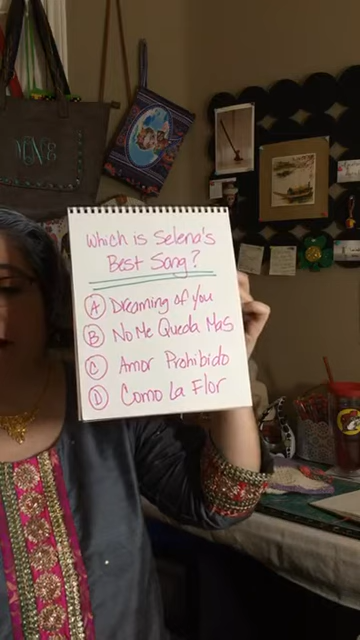 Which is Selena's
Best Song?
A Dreaming of You
B No Me Queda Mas
C Amor Prohibido
D Como La Flor